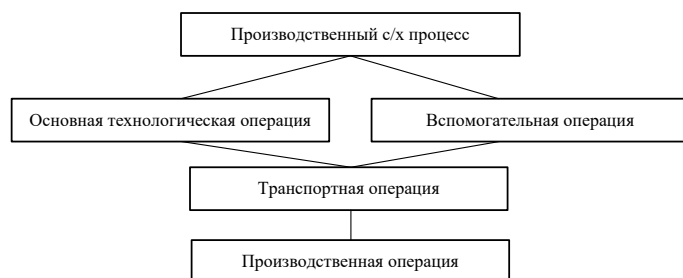 Производственный с/х процесс
Основная технологическая операция
Вспомогательная операция
Транспортная операция
Производственная операция